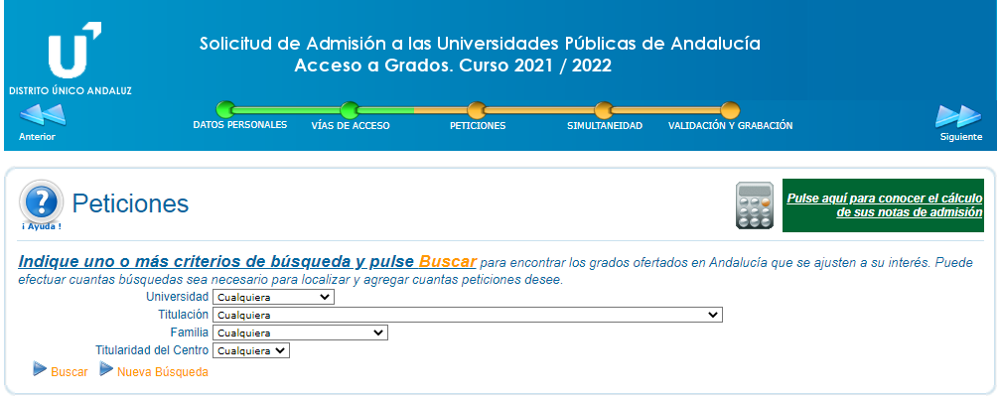 U
Solicitud de Admisión a las Universidades Públicas de Andalucía
Acceso a Grados. Curso 2021 / 2022
DISTRITO ÚNICO ANDALUZ
Anterior
DATOS PERSONALES
VÍAS DE ACCESO
PETICIONES
SIMULTANEIDAD
VALIDACIÓN Y GRABACIÓN
Siguiente
?
¡ Ayuda !
Peticiones
Pulse aquí para conocer el cálculo
de sus notas de admisión
Indique uno o más criterios de búsqueda y pulse Buscar para encontrar los grados ofertados en Andalucía que se ajusten a su interés. Puede
efectuar cuantas búsquedas sea necesario para localizar y agregar cuantas peticiones desee.
Universidad Cualquiera
Titulación Cualquiera
Familia Cualquiera
Titularidad del Centro Cualquiera
Buscar Nueva Búsqueda